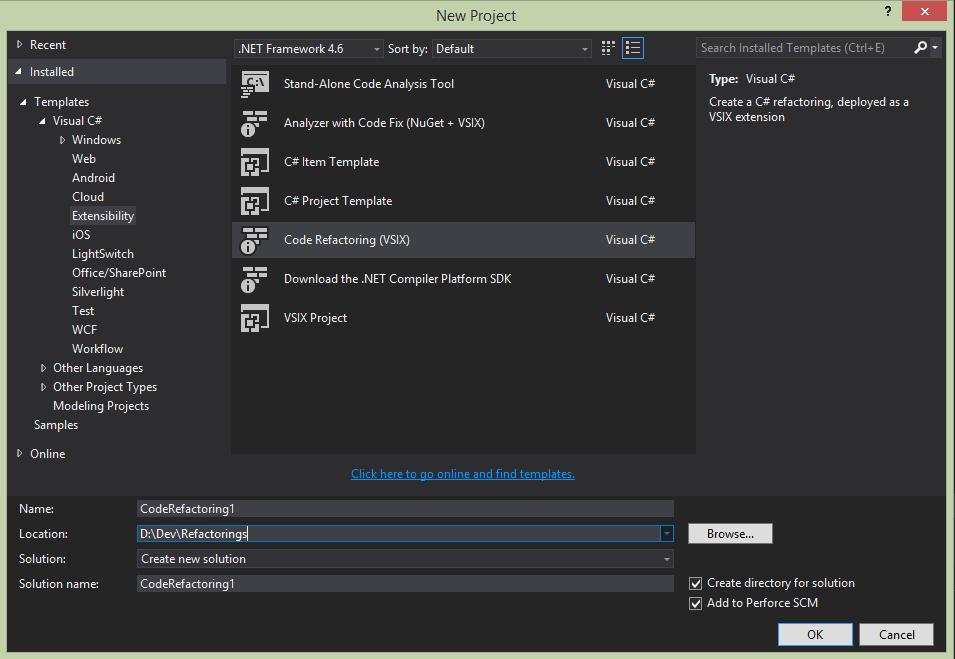 New Project
?
Recent
Installed
Templates
Visual C#
Windows
Web
Android
Cloud
Extensibility
iOS
LightSwitch
Office/SharePoint
Silverlight
Test
WCF
Workflow
Other Languages
Other Project Types
Modeling Projects
Samples
Online
.NET Framework 4.6 Sort by: Default
Stand-Alone Code Analysis Tool Visual C#
Analyzer with Code Fix (NuGet + VSIX) Visual C#
C# Item Template Visual C#
C# Project Template Visual C#
Code Refactoring (VSIX) Visual C#
Download the .NET Compiler Platform SDK Visual C#
VSIX Project Visual C#
Click here to go online and find templates.
Search Installed Templates (Ctrl+E)
Type: Visual C#
Create a C# refactoring, deployed as a
VSIX extension
Name: CodeRefactoring1
Location: D:\Dev\Refactorings Browse...
Solution: Create new solution
Solution name: CodeRefactoring1
Create directory for solution
Add to Perforce SCM
OK Cancel